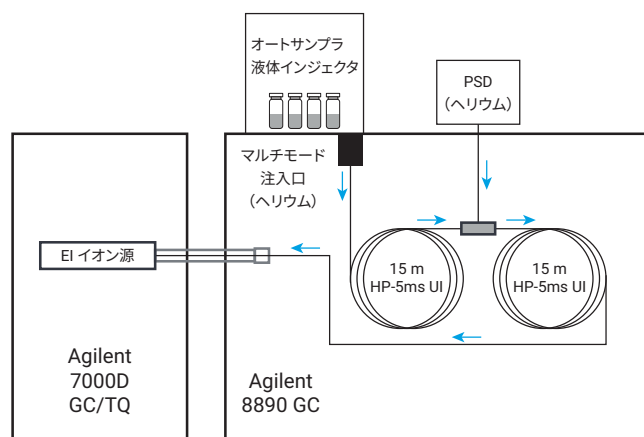 オートサンプラ
液体インジェクタ
PSD
（ヘリウム）
マルチモード
注入口
（ヘリウム）
EI イオン源
15 m
HP-5ms UI
15 m
HP-5ms UI
Agilent
7000D
GC/TQ
Agilent
8890 GC